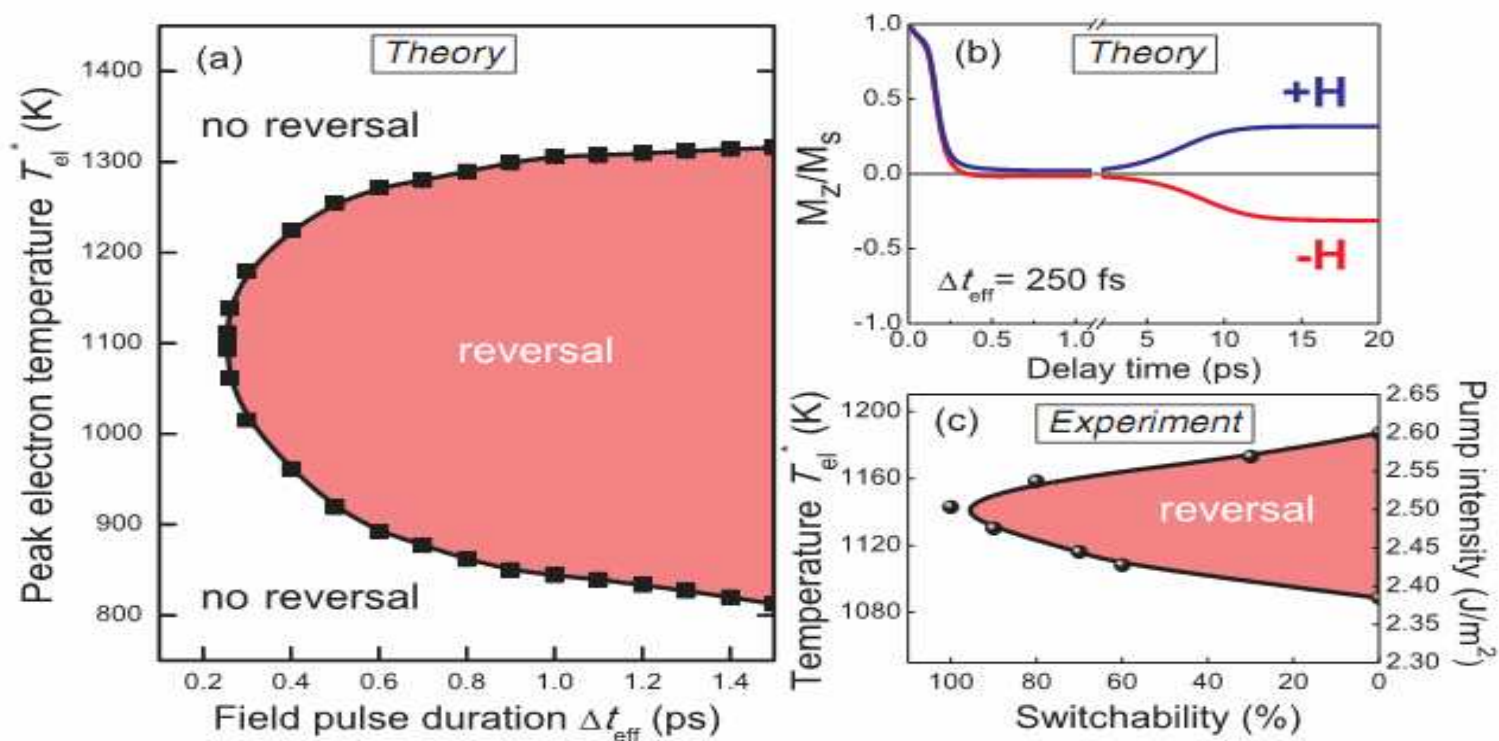 (a)
Theory
Peak electron temperature T*el (K)
1400
1300
1200
1100
1000
900
800
no reversal
reversal
no reversal
0.2 0.4 0.6 0.8 1.0 1.2 1.4
Field pulse duration Δteff (ps)
(b)
Theory
MZ/MS
1.0
0.5
0.0
-0.5
-1.0
+H
-H
Δteff= 250 fs
0.0 0.5 1.0 5 10 15 20
Delay time (ps)
(c)
Experiment
Temperature T*el (K)
1200
1160
1120
1080
reversal
Pump intensity (J/m²)
2.65
2.60
2.55
2.50
2.45
2.40
2.35
2.30
100 80 60 40 20 0
Switchability (%)